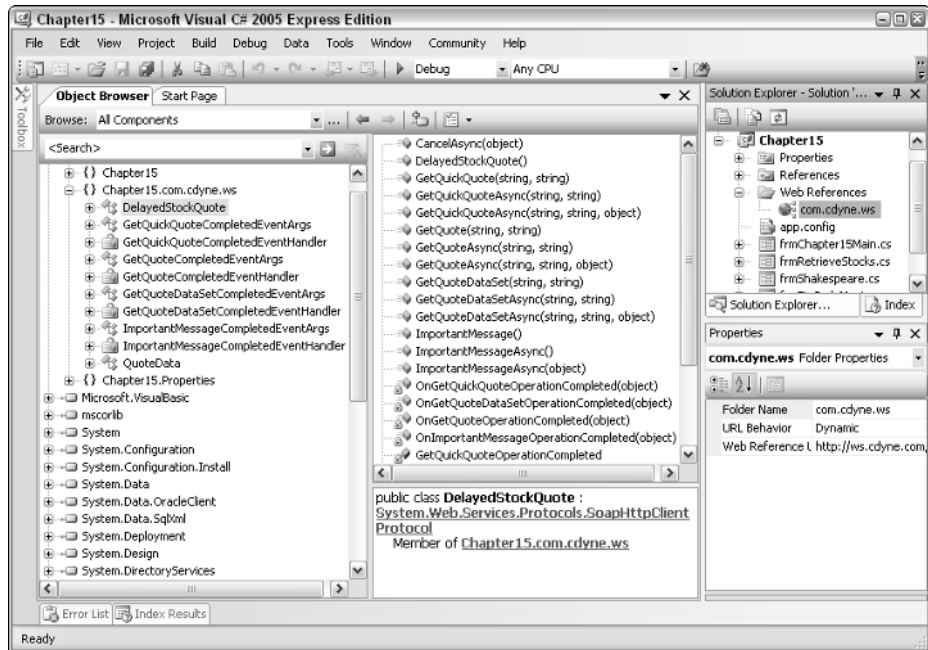 Chapter15 - Microsoft Visual C# 2005 Express Edition
File Edit View Project Build Debug Data Tools Window Community Help
Debug Any CPU
Toolbox
Object Browser Start Page
Browse: All Components ...
<Search>
{} Chapter15
{} Chapter15.com.cdyne.ws
DelayedStockQuote
GetQuickQuoteCompletedEventArgs
GetQuickQuoteCompletedEventHandler
GetQuoteCompletedEventArgs
GetQuoteCompletedEventHandler
GetQuoteDataSetCompletedEventArgs
GetQuoteDataSetCompletedEventHandler
ImportantMessageCompletedEventArgs
ImportantMessageCompletedEventHandler
QuoteData
{} Chapter15.Properties
Microsoft.VisualBasic
mscorlib
System
System.Configuration
System.Configuration.Install
System.Data
System.Data.OracleClient
System.Data.SqlXml
System.Deployment
System.Design
System.DirectoryServices
CancelAsync(object)
DelayedStockQuote()
GetQuickQuote(string, string)
GetQuickQuoteAsync(string, string)
GetQuickQuoteAsync(string, string, object)
GetQuote(string, string)
GetQuoteAsync(string, string)
GetQuoteAsync(string, string, object)
GetQuoteDataSet(string, string)
GetQuoteDataSetAsync(string, string)
GetQuoteDataSetAsync(string, string, object)
ImportantMessage()
ImportantMessageAsync()
ImportantMessageAsync(object)
OnGetQuickQuoteOperationCompleted(object)
OnGetQuoteDataSetOperationCompleted(object)
OnGetQuoteOperationCompleted(object)
OnImportantMessageOperationCompleted(object)
GetQuickQuoteOperationCompleted
public class DelayedStockQuote :
System.Web.Services.Protocols.SoapHttpClient
Protocol
Member of Chapter15.com.cdyne.ws
Solution Explorer - Solution '...
Chapter15
Properties
References
Web References
com.cdyne.ws
app.config
frmChapter15Main.cs
frmRetrieveStocks.cs
frmShakespeare.cs
Solution Explorer... Index
Properties
com.cdyne.ws Folder Properties
Folder Name com.cdyne.ws
URL Behavior Dynamic
Web Reference U http://ws.cdyne.com,
Error List Index Results
Ready